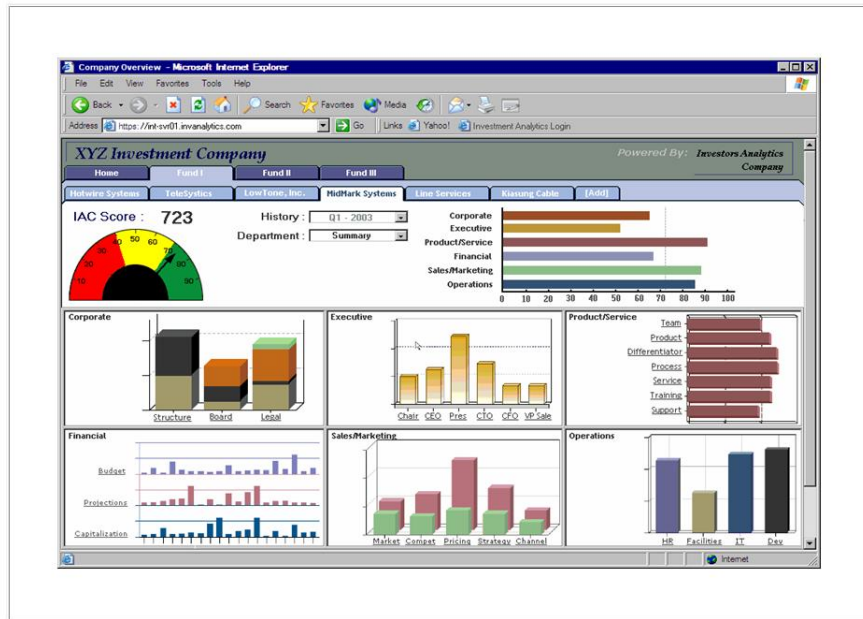 Company Overview - Microsoft Internet Explorer
File Edit View Favorites Tools Help
Back Search Favorites Media
Address https://int-svr01.invanalytics.com Go Links Yahoo! Investment Analytics Login
XYZ Investment Company Powered By: Investors Analytics
Company
Home Fund I Fund II Fund III
Hotwire Systems TeleSystics LowTone, Inc. MidMark Systems Line Services Kiasung Cable [Add]
IAC Score : 723
History : Q1 - 2003
Department : Summary
10 20 30 40 50 60 70 80 90
Corporate
Executive
Product/Service
Financial
Sales/Marketing
Operations
0 10 20 30 40 50 60 70 80 90 100
Corporate
Structure Board Legal
Executive
Chair CEO Pres CTO CFO VP Sale
Product/Service
Team
Product
Differentiator
Process
Service
Training
Support
Financial
Budget
Projections
Capitalization
Sales/Marketing
Market Compet Pricing Strategy Channel
Operations
HR Facilities IT Dev
Internet